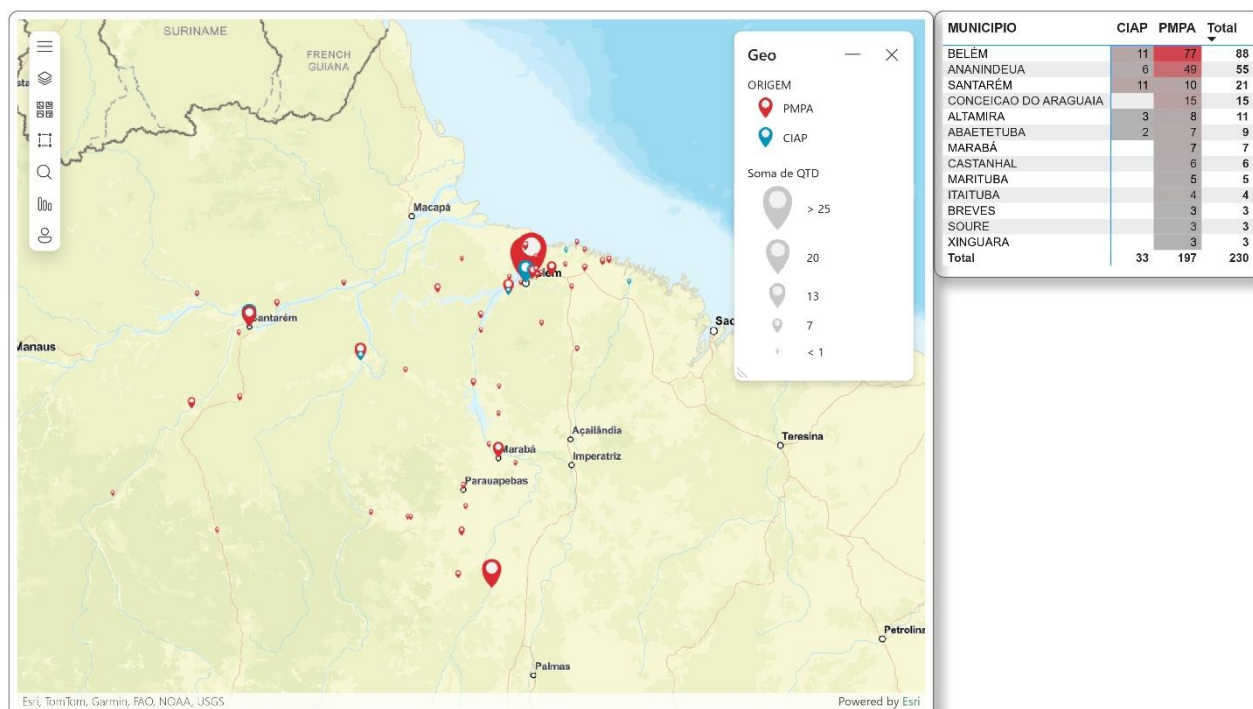 SURINAME
FRENCH
GUIANA
Macapá
Santarém
Manaus
Marabá
Parauapebas
Açailândia
Imperatriz
Teresina
Palmas
Petrolina
Esri, TomTom, Garmin, FAO, NOAA, USGS
Powered by Esri
Geo
ORIGEM
PMPA
CIAP
Soma de QTD
> 25
20
13
7
< 1
MUNICIPIO CIAP PMPA Total
BELÉM 11 77 88
ANANINDEUA 6 49 55
SANTARÉM 11 10 21
CONCEICAO DO ARAGUAIA 15 15
ALTAMIRA 3 8 11
ABAETETUBA 2 7 9
MARABÁ 7 7
CASTANHAL 6 6
MARITUBA 5 5
ITAITUBA 4 4
BREVES 3 3
SOURE 3 3
XINGUARA 3 3
Total 33 197 230